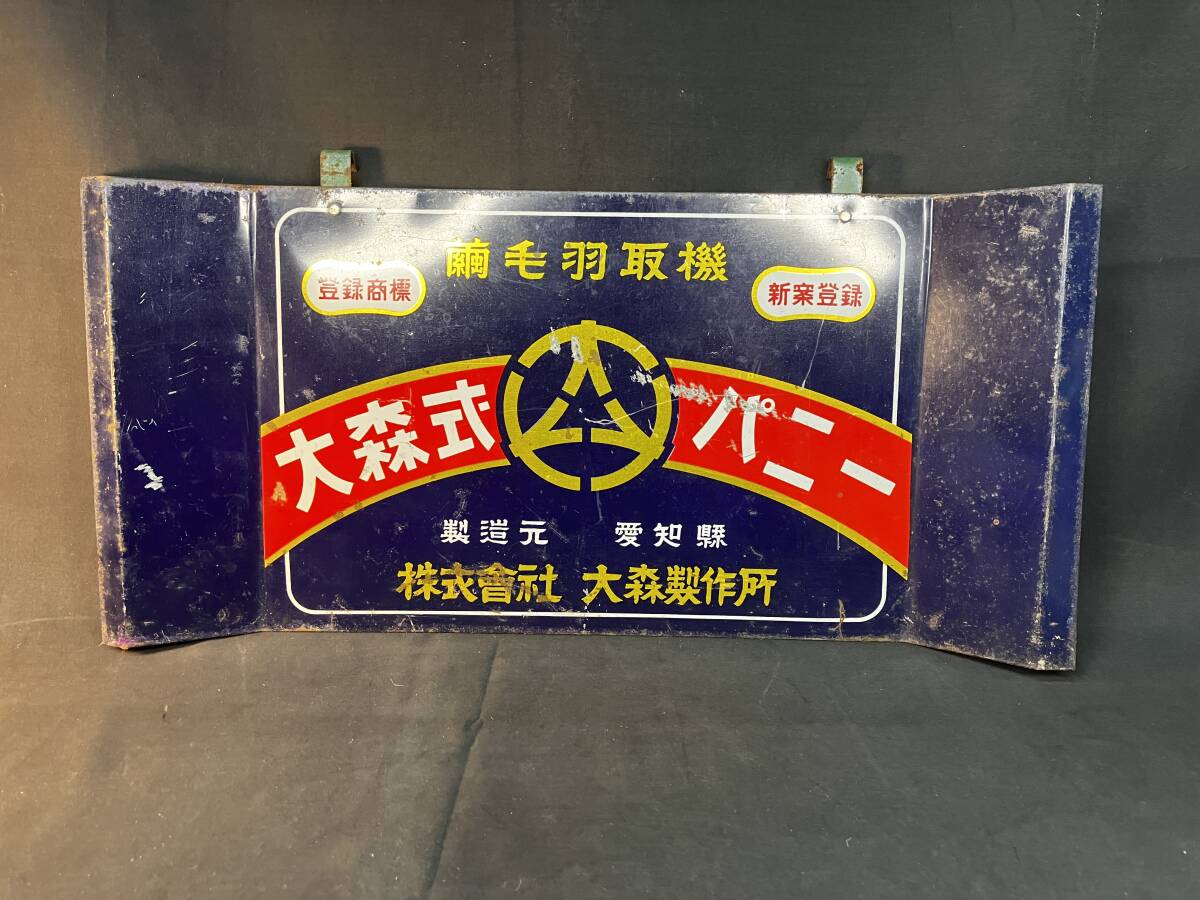 繭毛羽取機
登録商標
新案登録
大森式 パニー
製造元 愛知縣
株式會社 大森製作所